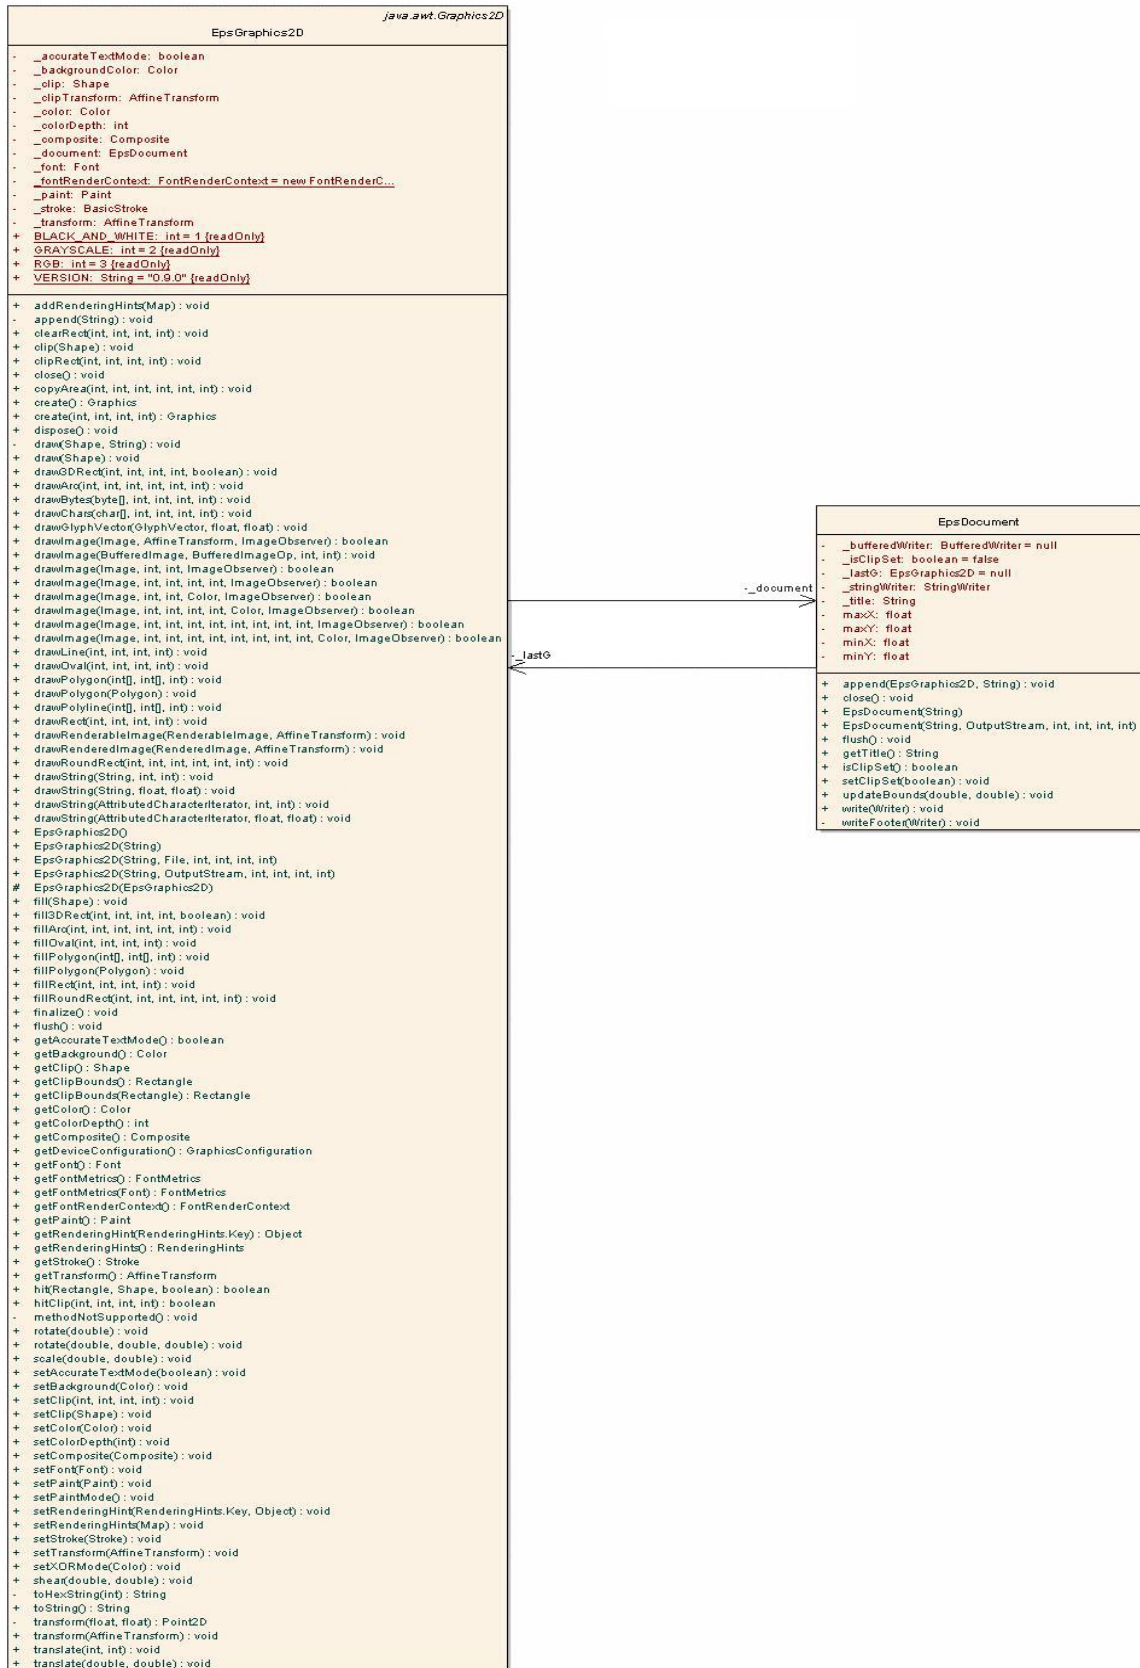 java.awt.Graphics2D
EpsGraphics2D
- _accurateTextMode: boolean
- _backgroundColor: Color
- _clip: Shape
- _clipTransform: AffineTransform
- _color: Color
- _colorDepth: int
- _composite: Composite
- _document: EpsDocument
- _font: Font
- _fontRenderContext: FontRenderContext = new FontRenderC...
- _paint: Paint
- _stroke: BasicStroke
- _transform: AffineTransform
+ BLACK_AND_WHITE: int = 1 {readOnly}
+ GRAYSCALE: int = 2 {readOnly}
+ RGB: int = 3 {readOnly}
+ VERSION: String = "0.9.0" {readOnly}
+ addRenderingHints(Map) : void
- append(String) : void
+ clearRect(int, int, int, int) : void
+ clip(Shape) : void
+ clipRect(int, int, int, int) : void
+ close() : void
+ copyArea(int, int, int, int, int, int) : void
+ create() : Graphics
+ create(int, int, int, int) : Graphics
+ dispose() : void
- draw(Shape, String) : void
+ draw(Shape) : void
+ draw3DRect(int, int, int, int, boolean) : void
+ drawArc(int, int, int, int, int, int) : void
+ drawBytes(byte[], int, int, int, int) : void
+ drawChars(char[], int, int, int, int) : void
+ drawGlyphVector(GlyphVector, float, float) : void
+ drawImage(Image, AffineTransform, ImageObserver) : boolean
+ drawImage(BufferedImage, BufferedImageOp, int, int) : void
+ drawImage(Image, int, int, ImageObserver) : boolean
+ drawImage(Image, int, int, int, int, ImageObserver) : boolean
+ drawImage(Image, int, int, Color, ImageObserver) : boolean
+ drawImage(Image, int, int, int, int, Color, ImageObserver) : boolean
+ drawImage(Image, int, int, int, int, int, int, int, int, ImageObserver) : boolean
+ drawImage(Image, int, int, int, int, int, int, int, int, Color, ImageObserver) : boolean
+ drawLine(int, int, int, int) : void
+ drawOval(int, int, int, int) : void
+ drawPolygon(int[], int[], int) : void
+ drawPolygon(Polygon) : void
+ drawPolyline(int[], int[], int) : void
+ drawRect(int, int, int, int) : void
+ drawRenderableImage(RenderableImage, AffineTransform) : void
+ drawRenderedImage(RenderedImage, AffineTransform) : void
+ drawRoundRect(int, int, int, int, int, int) : void
+ drawString(String, int, int) : void
+ drawString(String, float, float) : void
+ drawString(AttributedCharacterIterator, int, int) : void
+ drawString(AttributedCharacterIterator, float, float) : void
+ EpsGraphics2D()
+ EpsGraphics2D(String)
+ EpsGraphics2D(String, File, int, int, int, int)
+ EpsGraphics2D(String, OutputStream, int, int, int, int)
# EpsGraphics2D(EpsGraphics2D)
+ fill(Shape) : void
+ fill3DRect(int, int, int, int, boolean) : void
+ fillArc(int, int, int, int, int, int) : void
+ fillOval(int, int, int, int) : void
+ fillPolygon(int[], int[], int) : void
+ fillPolygon(Polygon) : void
+ fillRect(int, int, int, int) : void
+ fillRoundRect(int, int, int, int, int, int) : void
+ finalize() : void
+ flush() : void
+ getAccurateTextMode() : boolean
+ getBackground() : Color
+ getClip() : Shape
+ getClipBounds() : Rectangle
+ getClipBounds(Rectangle) : Rectangle
+ getColor() : Color
+ getColorDepth() : int
+ getComposite() : Composite
+ getDeviceConfiguration() : GraphicsConfiguration
+ getFont() : Font
+ getFontMetrics() : FontMetrics
+ getFontMetrics(Font) : FontMetrics
+ getFontRenderContext() : FontRenderContext
+ getPaint() : Paint
+ getRenderingHint(RenderingHints.Key) : Object
+ getRenderingHints() : RenderingHints
+ getStroke() : Stroke
+ getTransform() : AffineTransform
+ hit(Rectangle, Shape, boolean) : boolean
+ hitClip(int, int, int, int) : boolean
- methodNotSupported() : void
+ rotate(double) : void
+ rotate(double, double, double) : void
+ scale(double, double) : void
+ setAccurateTextMode(boolean) : void
+ setBackground(Color) : void
+ setClip(int, int, int, int) : void
+ setClip(Shape) : void
+ setColor(Color) : void
+ setColorDepth(int) : void
+ setComposite(Composite) : void
+ setFont(Font) : void
+ setPaint(Paint) : void
+ setPaintMode() : void
+ setRenderingHint(RenderingHints.Key, Object) : void
+ setRenderingHints(Map) : void
+ setStroke(Stroke) : void
+ setTransform(AffineTransform) : void
+ setXORMode(Color) : void
+ shear(double, double) : void
- toHexString(int) : String
+ toString() : String
- transform(float, float) : Point2D
+ transform(AffineTransform) : void
+ translate(int, int) : void
+ translate(double, double) : void
-_document
-_lastG
EpsDocument
- _bufferedWriter: BufferedWriter = null
- _isClipSet: boolean = false
- _lastG: EpsGraphics2D = null
- _stringWriter: StringWriter
- _title: String
- maxX: float
- maxY: float
- minX: float
- minY: float
+ append(EpsGraphics2D, String) : void
+ close() : void
+ EpsDocument(String)
+ EpsDocument(String, OutputStream, int, int, int, int)
+ flush() : void
+ getTitle() : String
+ isClipSet() : boolean
+ setClipSet(boolean) : void
+ updateBounds(double, double) : void
+ write(Writer) : void
- writeFooter(Writer) : void